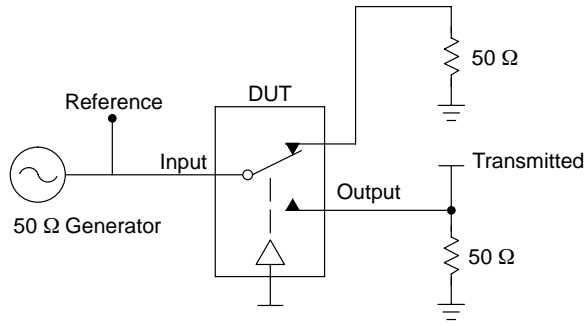 50 Ω
DUT
Reference
Input
Transmitted
Output
50 Ω Generator
50 Ω